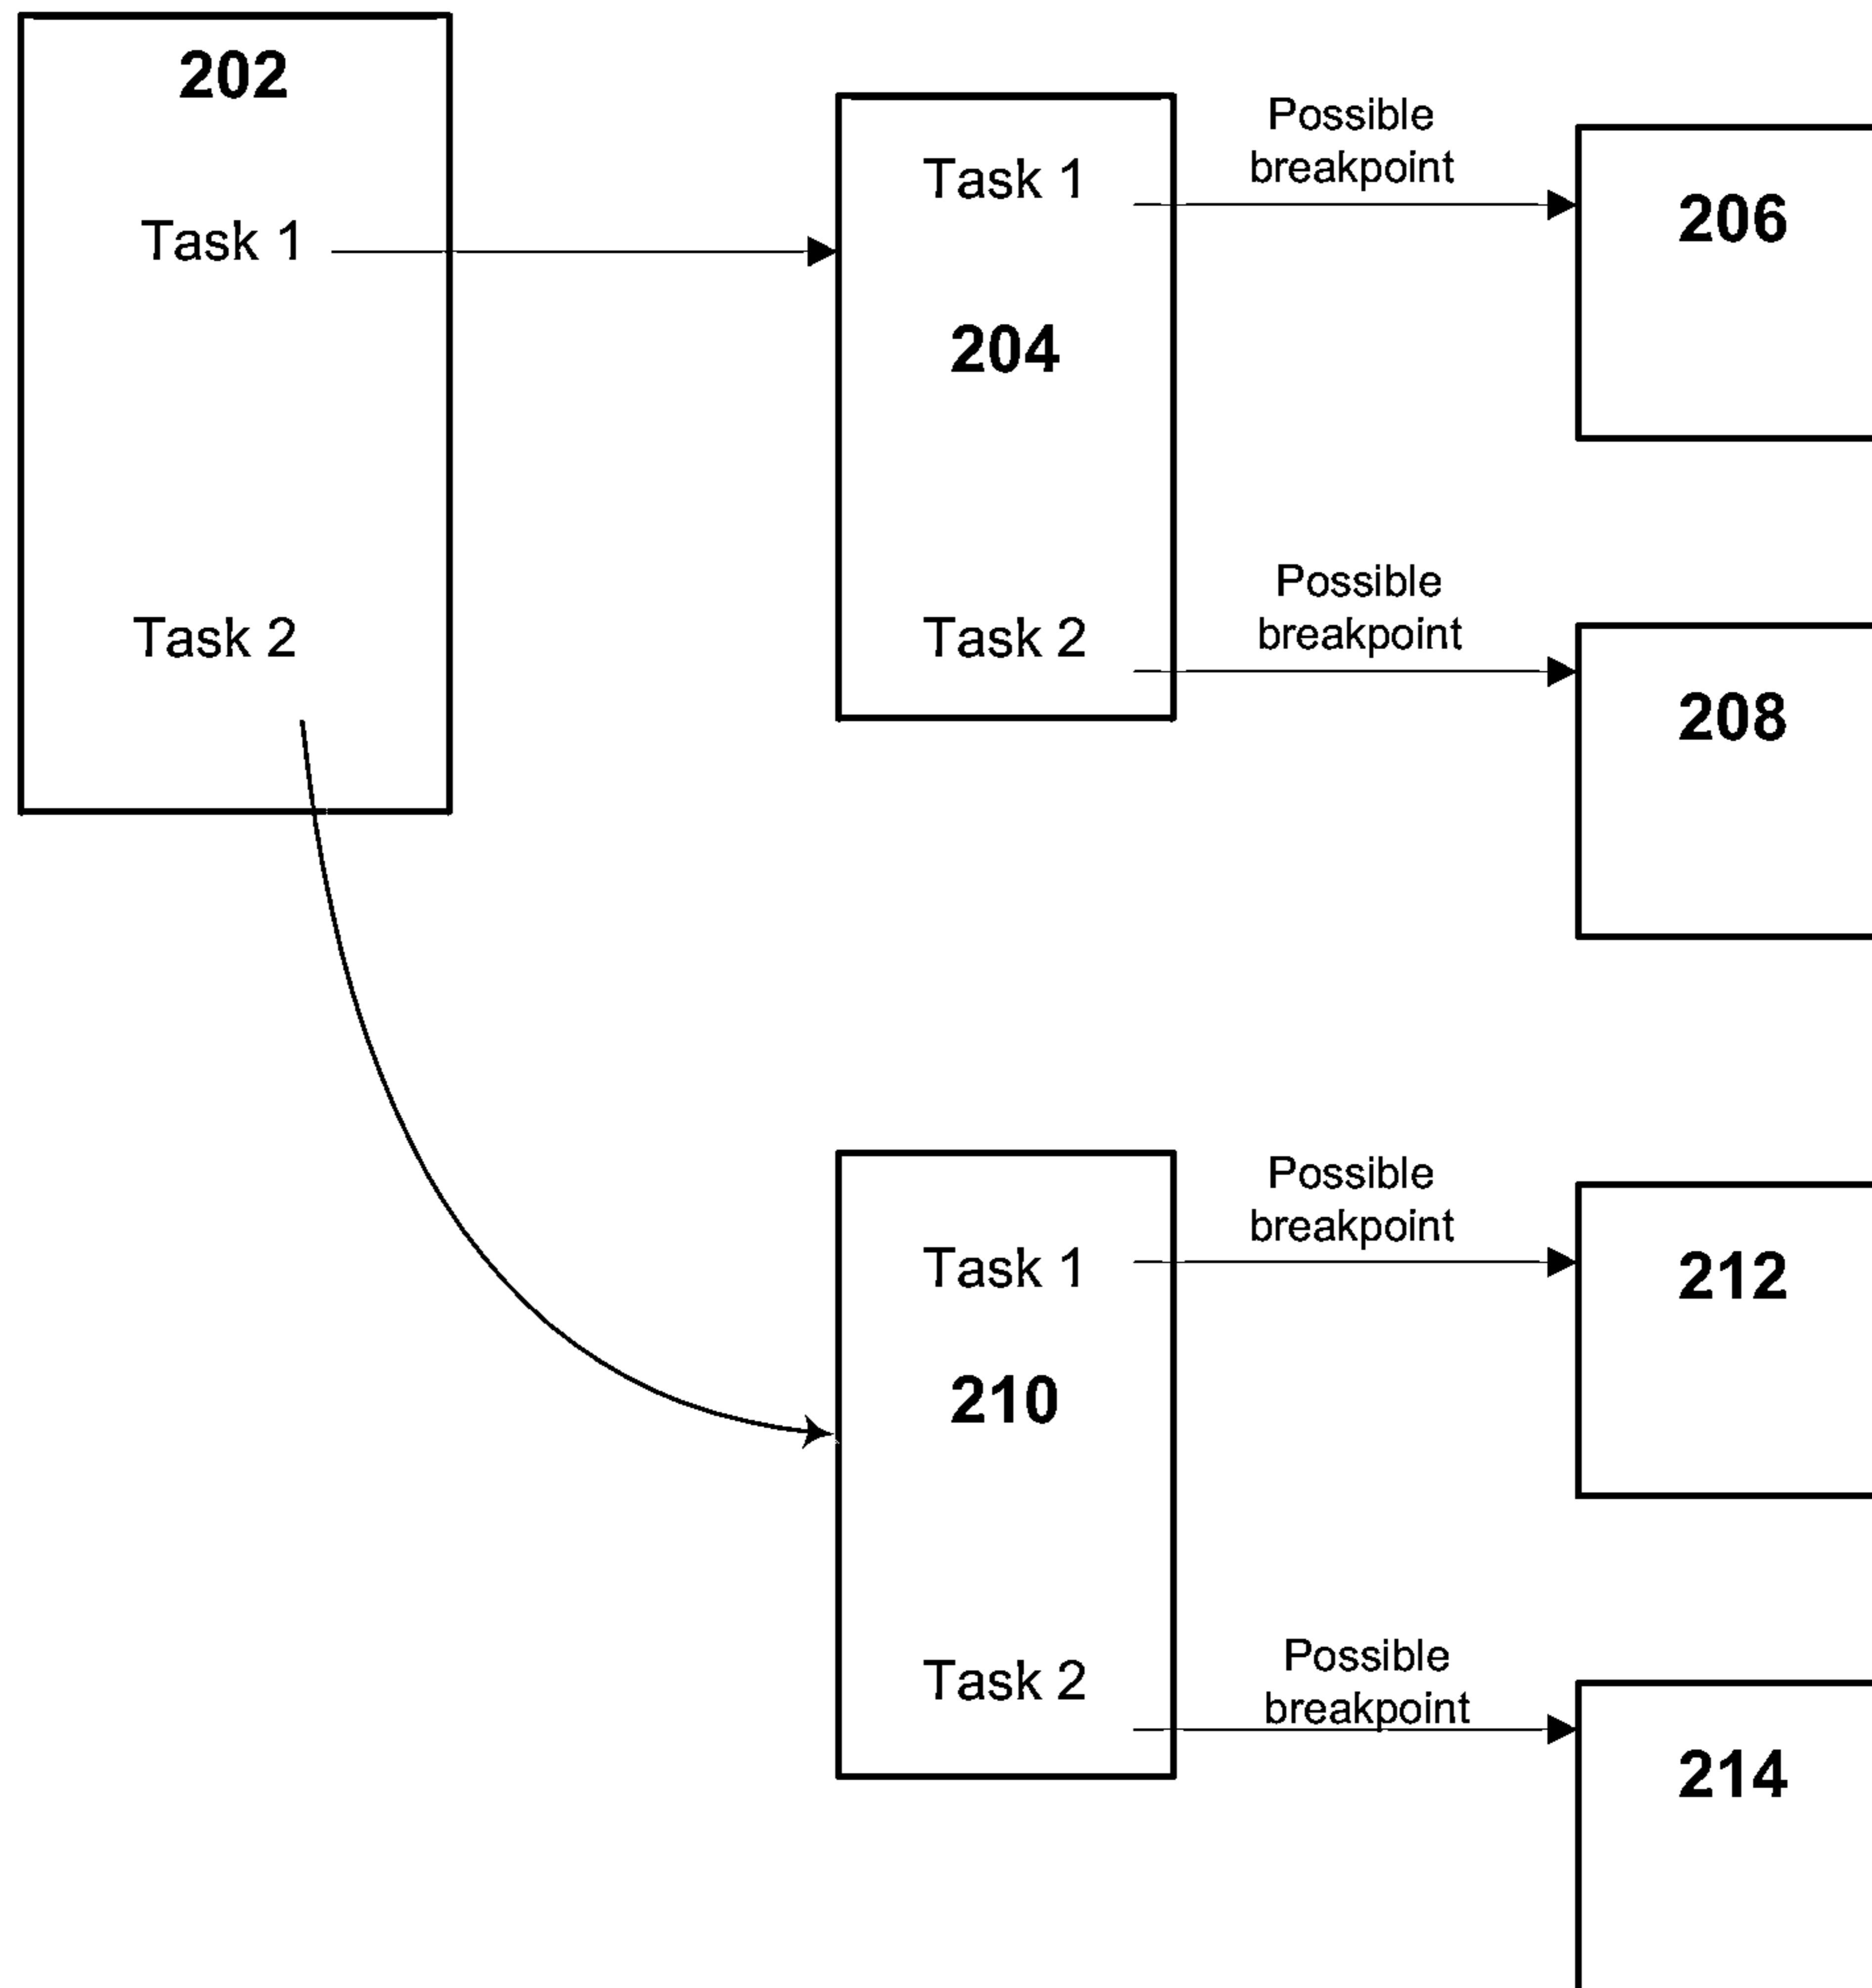 202
Task 1
Task 2
Task 1
204
Task 2
Possible
breakpoint
206
Possible
breakpoint
208
Task 1
210
Task 2
Possible
breakpoint
212
Possible
breakpoint
214